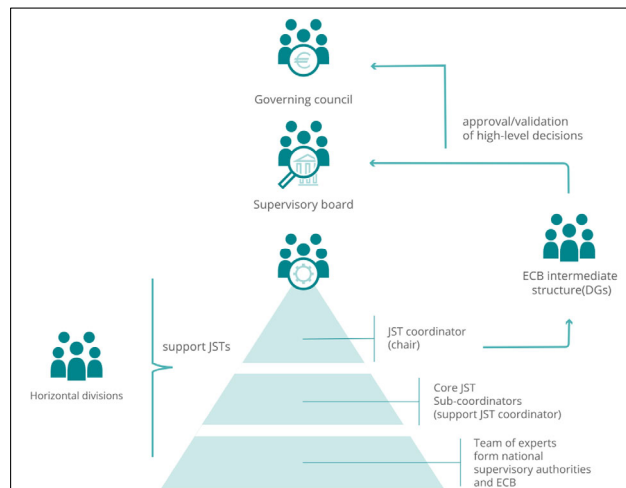 Governing council
approval/validation
of high-level decisions
Supervisory board
ECB intermediate
structure(DGs)
support JSTs
JST coordinator
(chair)
Horizontal divisions
Core JST
Sub-coordinators
(support JST coordinator)
Team of experts
form national
supervisory authorities
and ECB